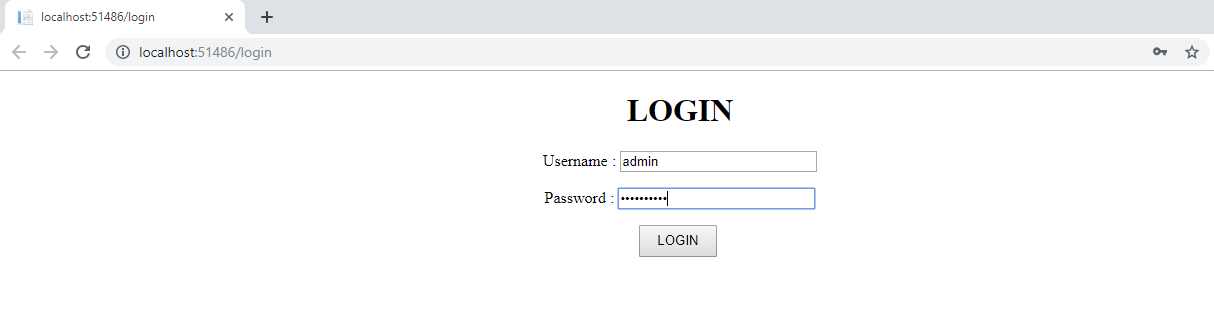 localhost:51486/login
localhost:51486/login
LOGIN
Username : admin
Password : ••••••••••
LOGIN